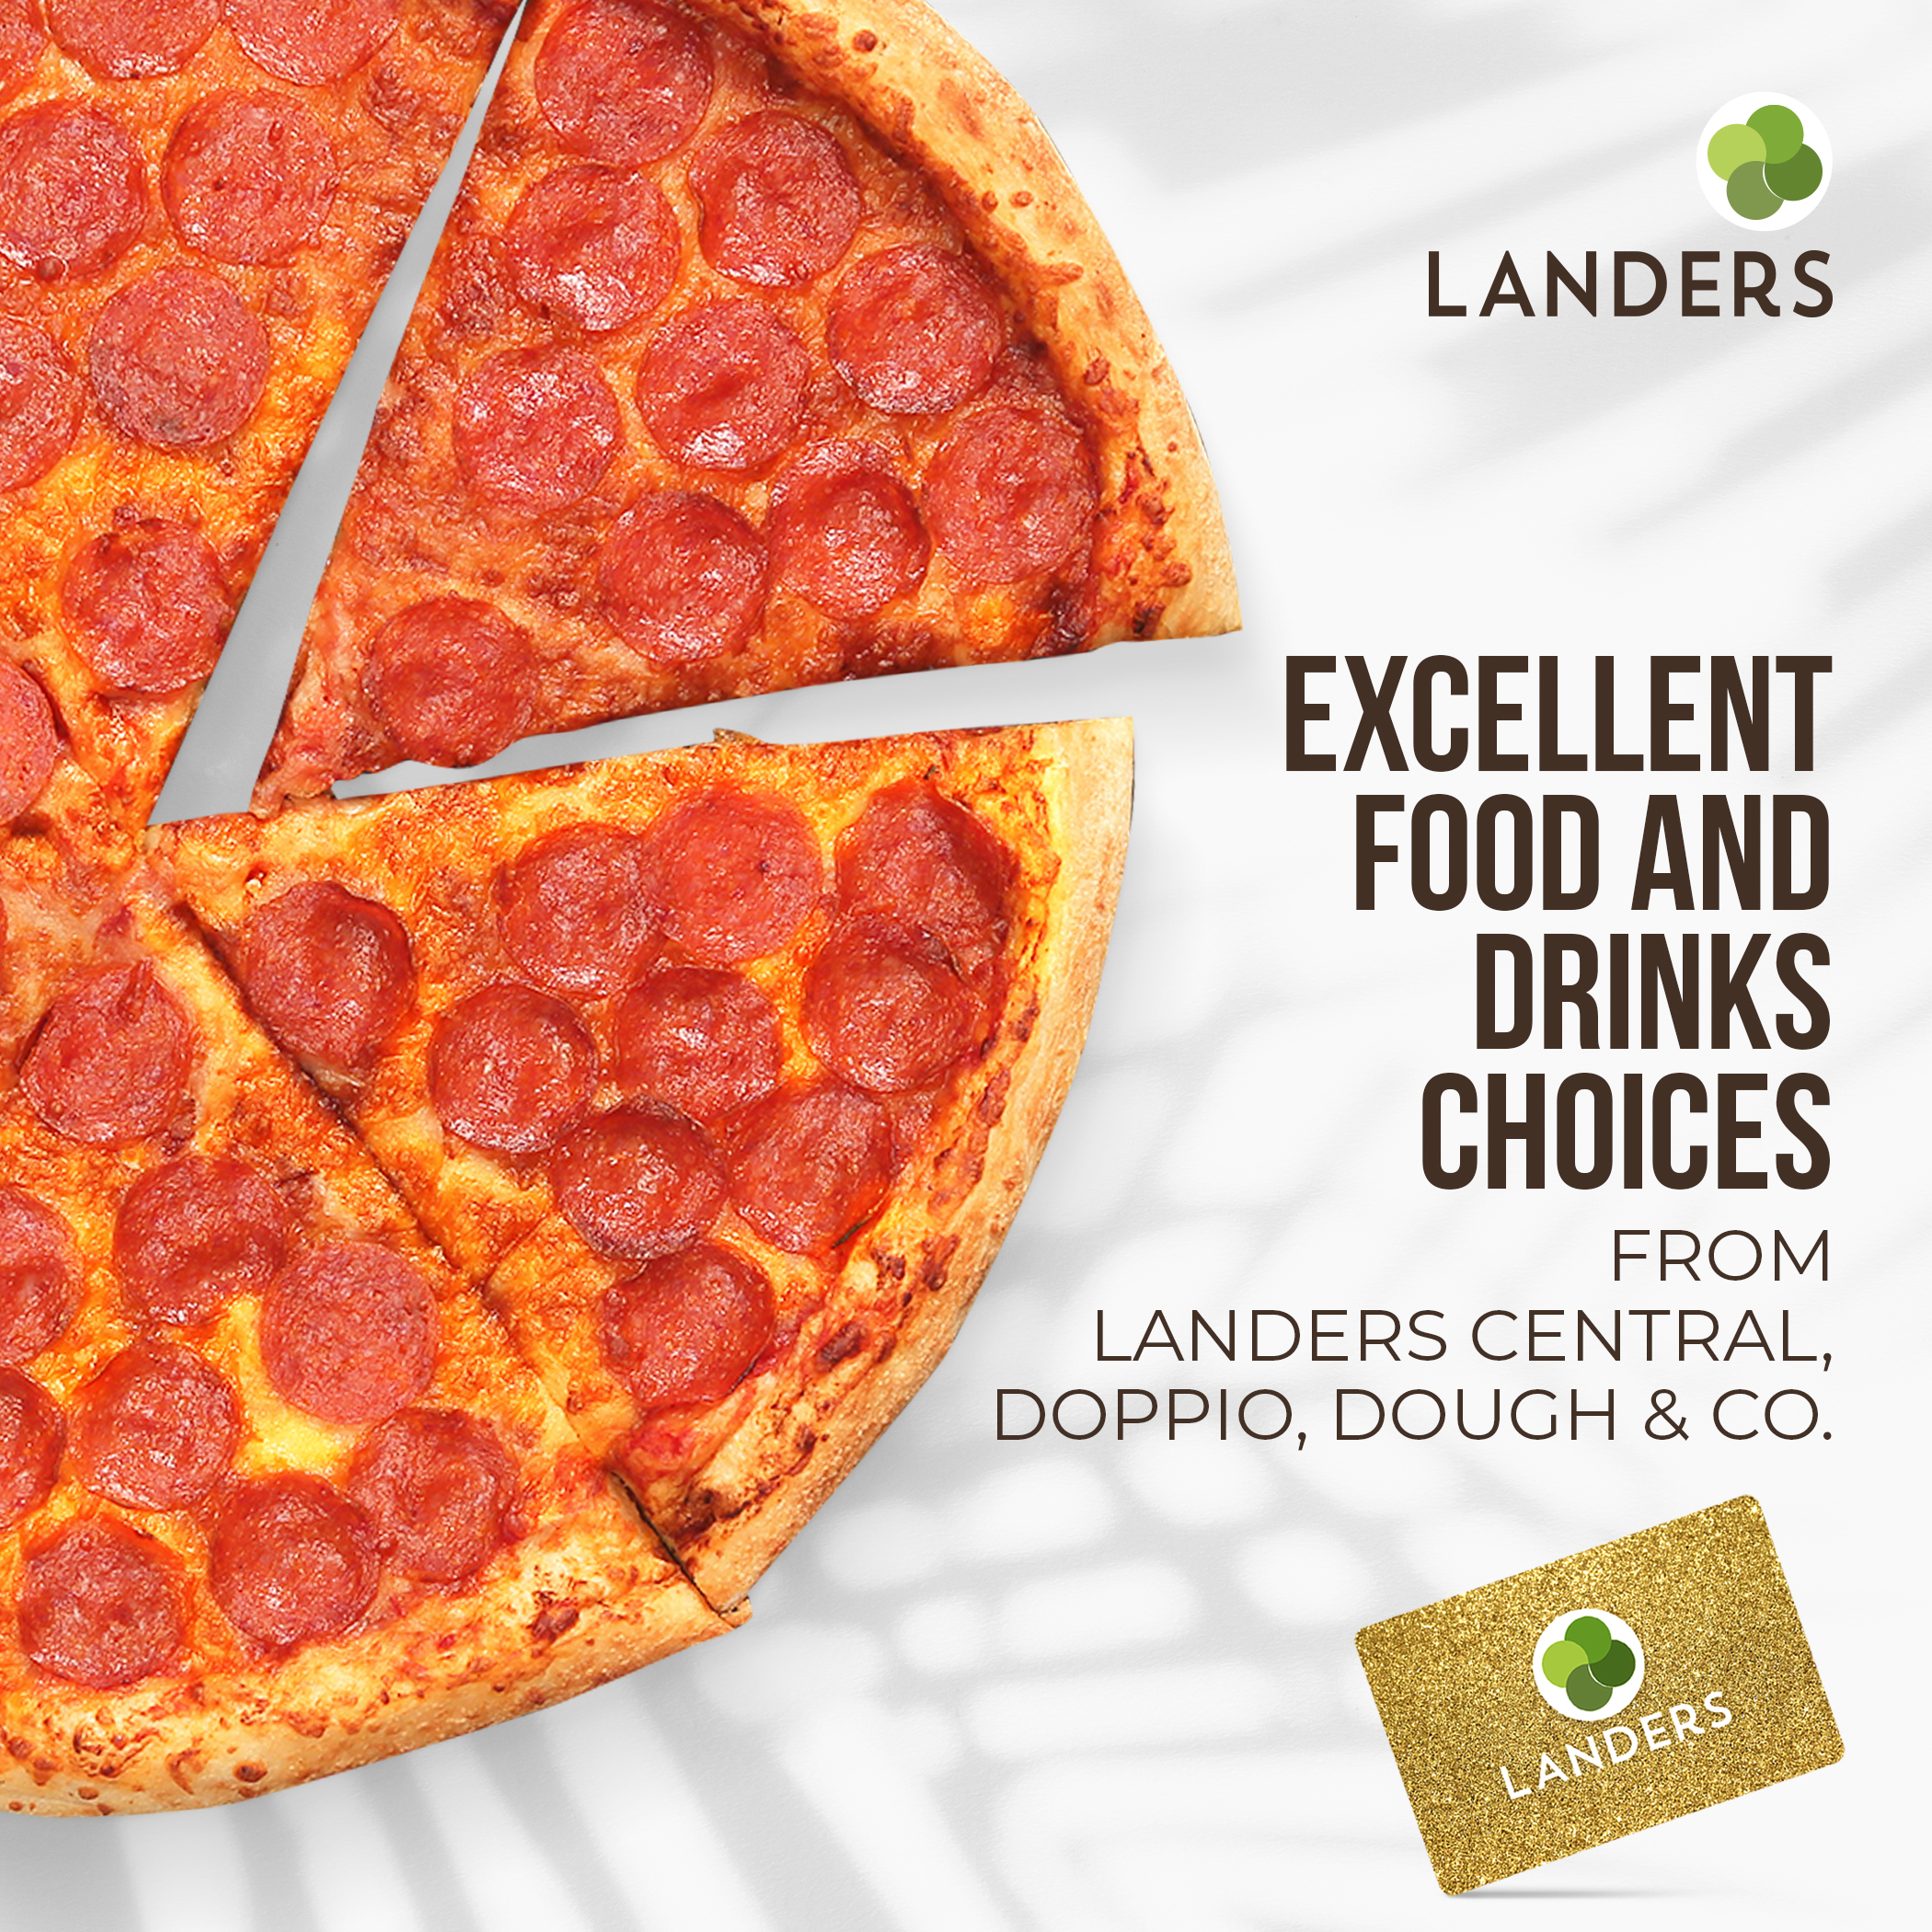 LANDERS
EXCELLENT
FOOD AND
DRINKS
CHOICES
FROM
LANDERS CENTRAL,
DOPPIO, DOUGH & CO.
LANDERS